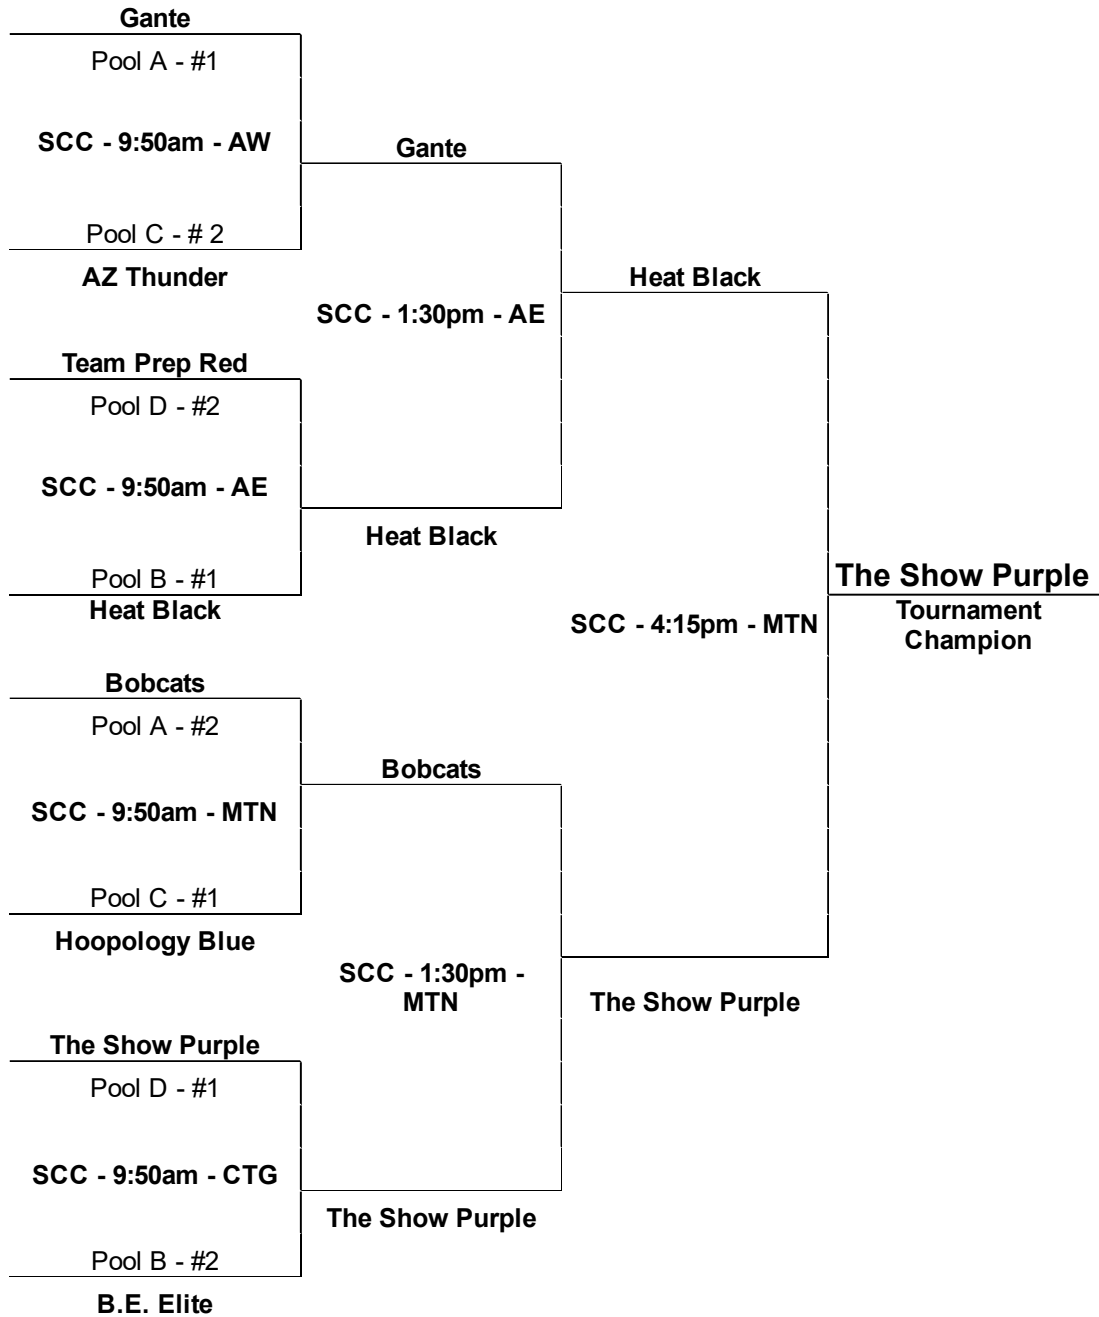 Gante
Pool A - #1
SCC - 9:50am - AW
Gante
Pool C - # 2
AZ Thunder
Heat Black
SCC - 1:30pm - AE
Team Prep Red
Pool D - #2
SCC - 9:50am - AE
Heat Black
Pool B - #1
Heat Black
The Show Purple
Tournament
Champion
SCC - 4:15pm - MTN
Bobcats
Pool A - #2
Bobcats
SCC - 9:50am - MTN
Pool C - #1
Hoopology Blue
SCC - 1:30pm -
MTN
The Show Purple
The Show Purple
Pool D - #1
SCC - 9:50am - CTG
The Show Purple
Pool B - #2
B.E. Elite